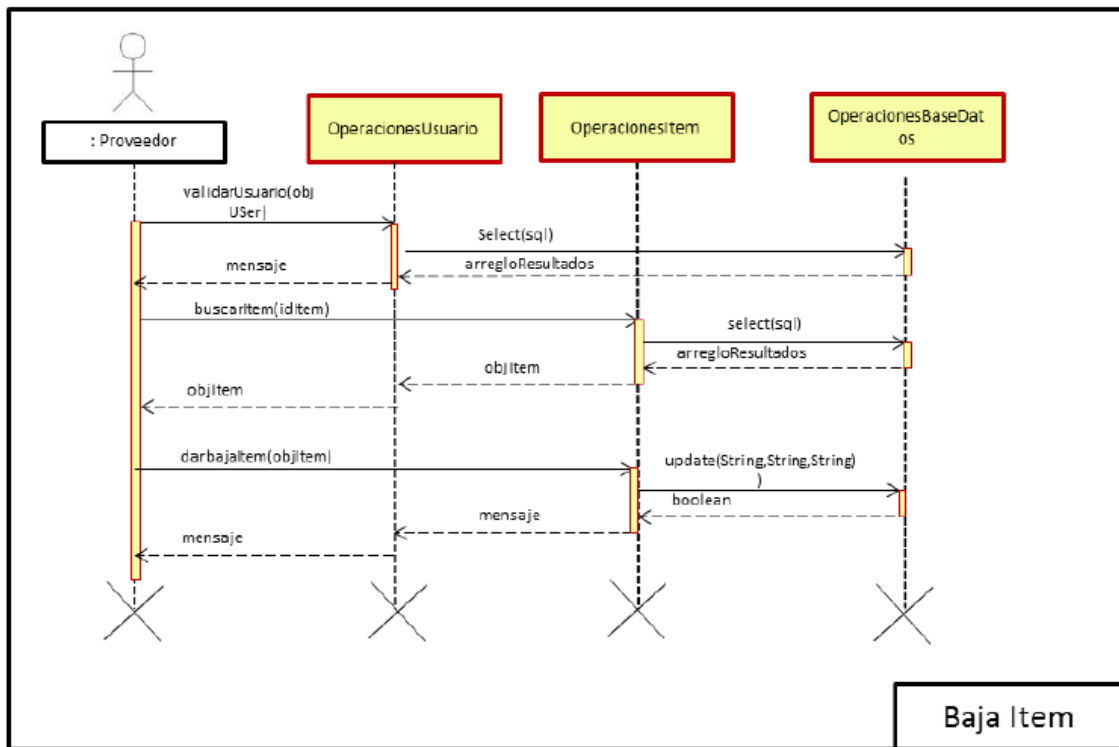 : Proveedor
OperacionesUsuario
OperacionesItem
OperacionesBaseDat
os
validarUsuario(obj
USer)
Select(sql)
arregloResultados
mensaje
buscarItem(idItem)
select(sql)
arregloResultados
objItem
objItem
darbajaItem(objItem)
update(String,String,String)
)
boolean
mensaje
mensaje
Baja Item